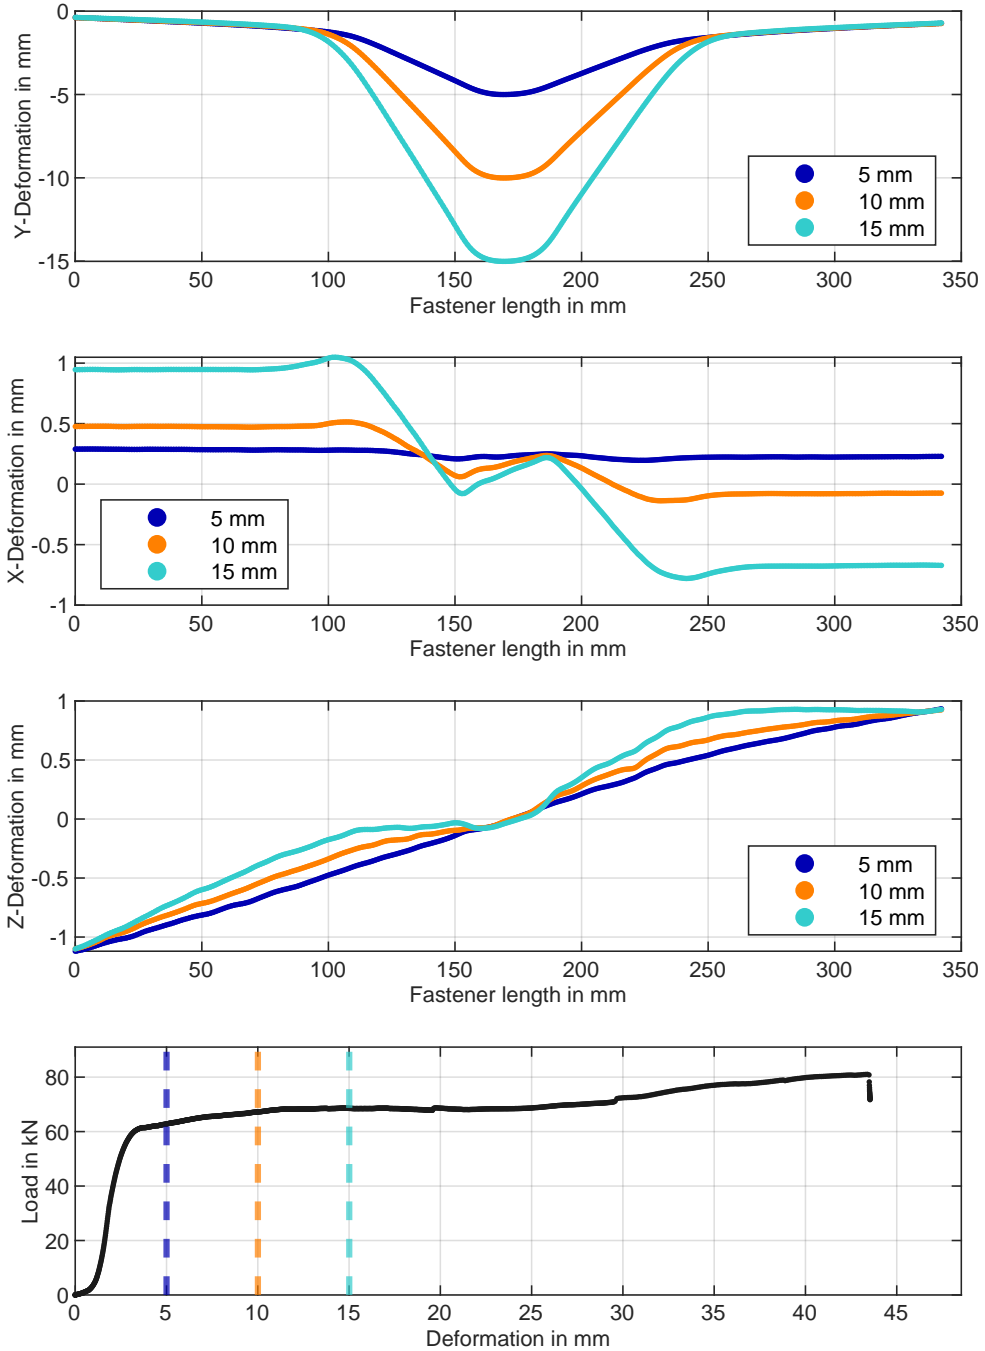 0
-5
-10
-15
Y-Deformation in mm
5 mm
10 mm
15 mm
0 50 100 150 200 250 300 350
Fastener length in mm
1
0.5
0
-0.5
-1
X-Deformation in mm
5 mm
10 mm
15 mm
0 50 100 150 200 250 300 350
Fastener length in mm
1
0.5
0
-0.5
-1
Z-Deformation in mm
5 mm
10 mm
15 mm
0 50 100 150 200 250 300 350
Fastener length in mm
80
60
40
20
0
Load in kN
0 5 10 15 20 25 30 35 40 45
Deformation in mm